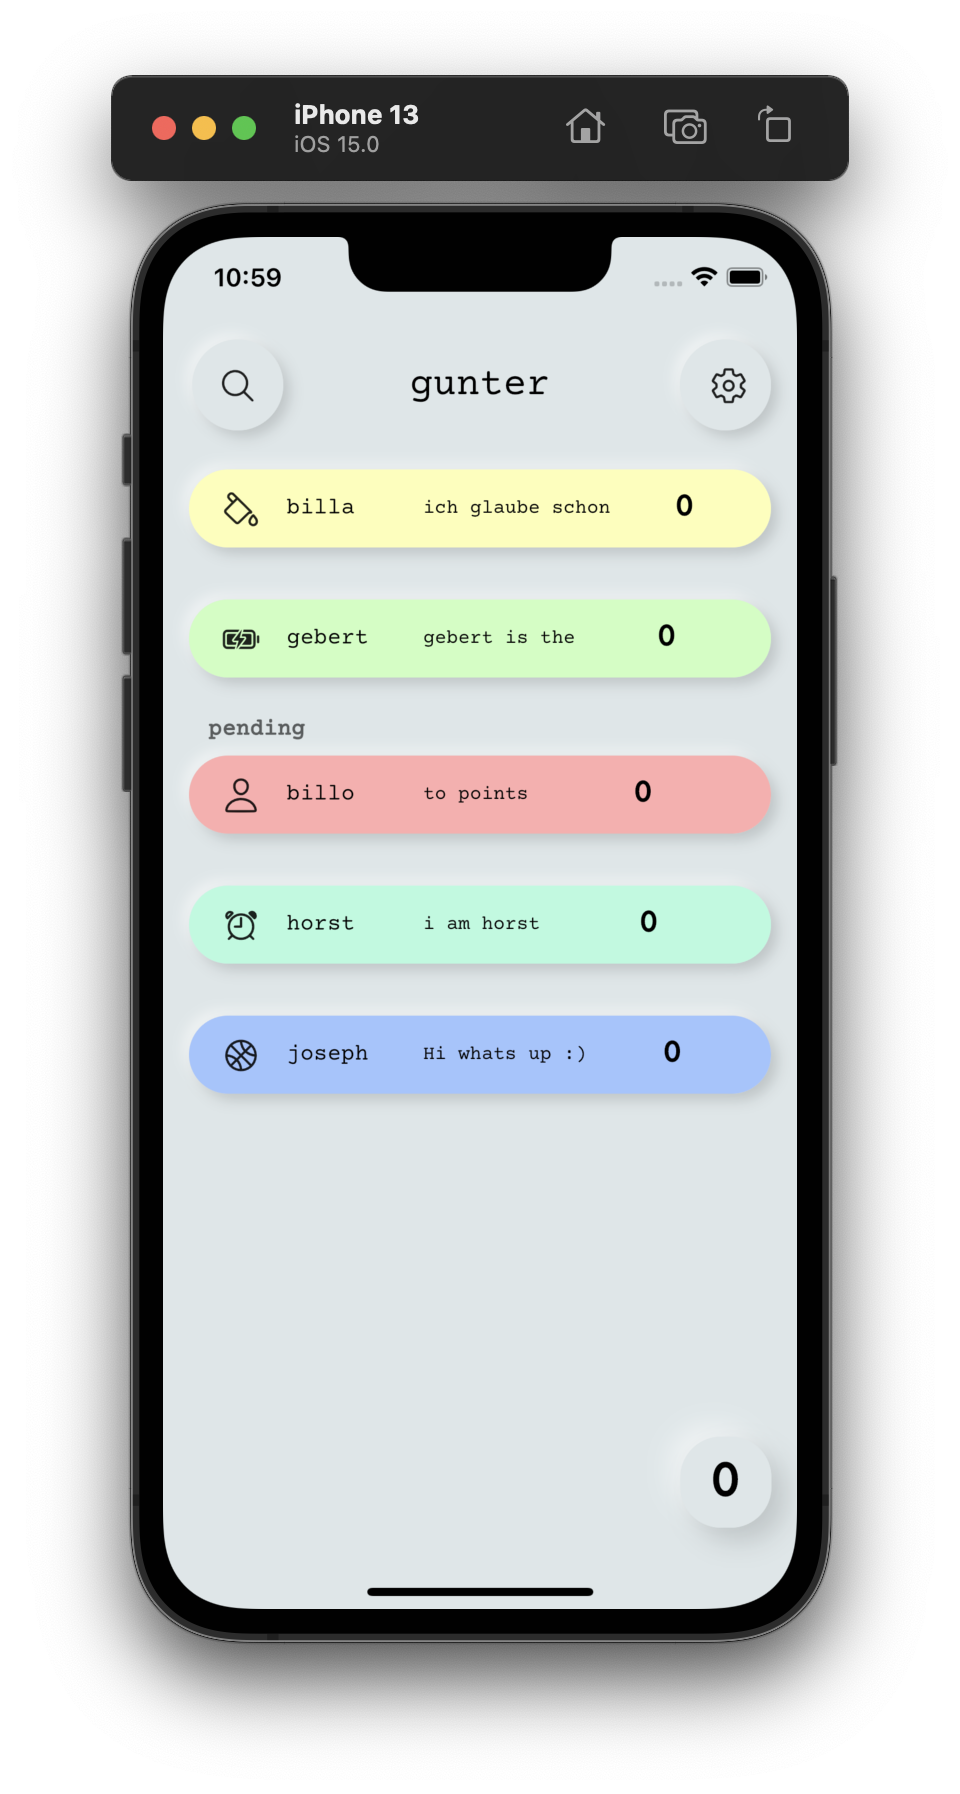 iPhone 13
iOS 15.0
10:59
gunter
billa ich glaube schon 0
gebert gebert is the 0
pending
billo to points 0
horst i am horst 0
joseph Hi whats up :) 0
0